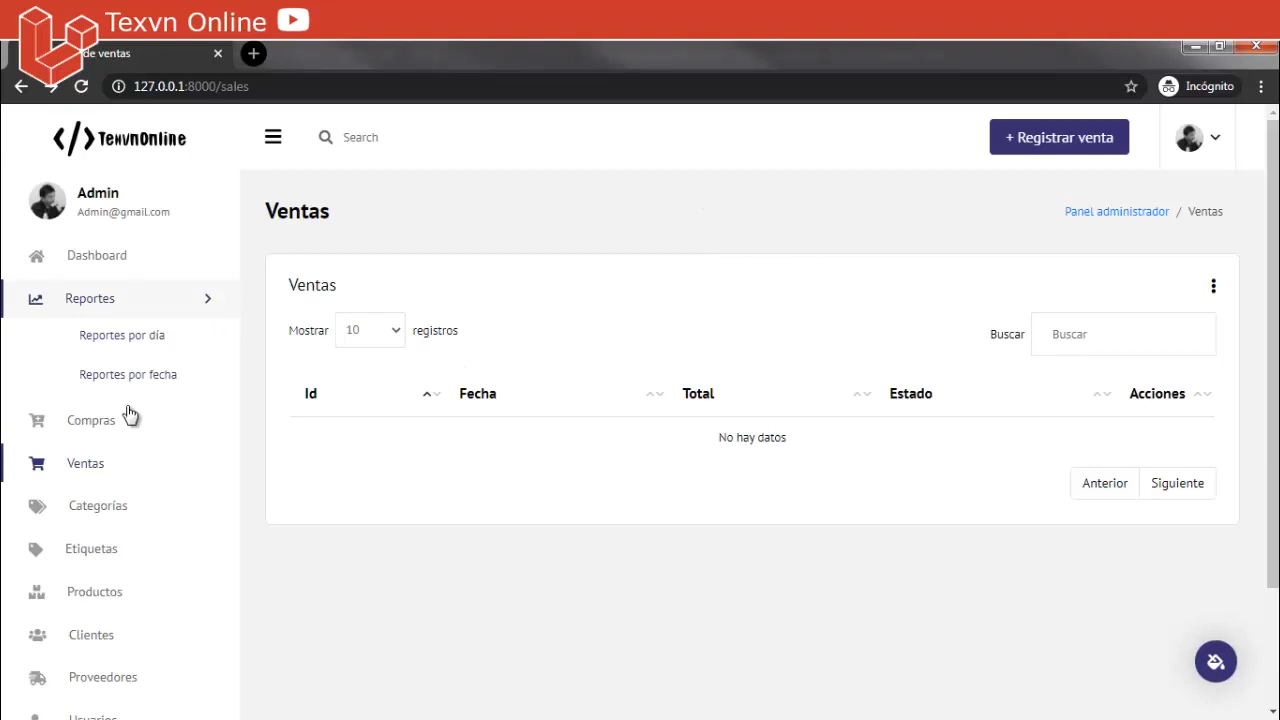 Texvn Online
de ventas
127.0.0.1:8000/sales
Incógnito
</> TexvnOnline
Search
+ Registrar venta
Admin
Admin@gmail.com
Ventas
Panel administrador / Ventas
Dashboard
Reportes
Reportes por día
Reportes por fecha
Compras
Ventas
Categorías
Etiquetas
Productos
Clientes
Proveedores
Usuarios
Ventas
Mostrar 10 registros
Buscar Buscar
Id Fecha Total Estado Acciones
No hay datos
Anterior Siguiente